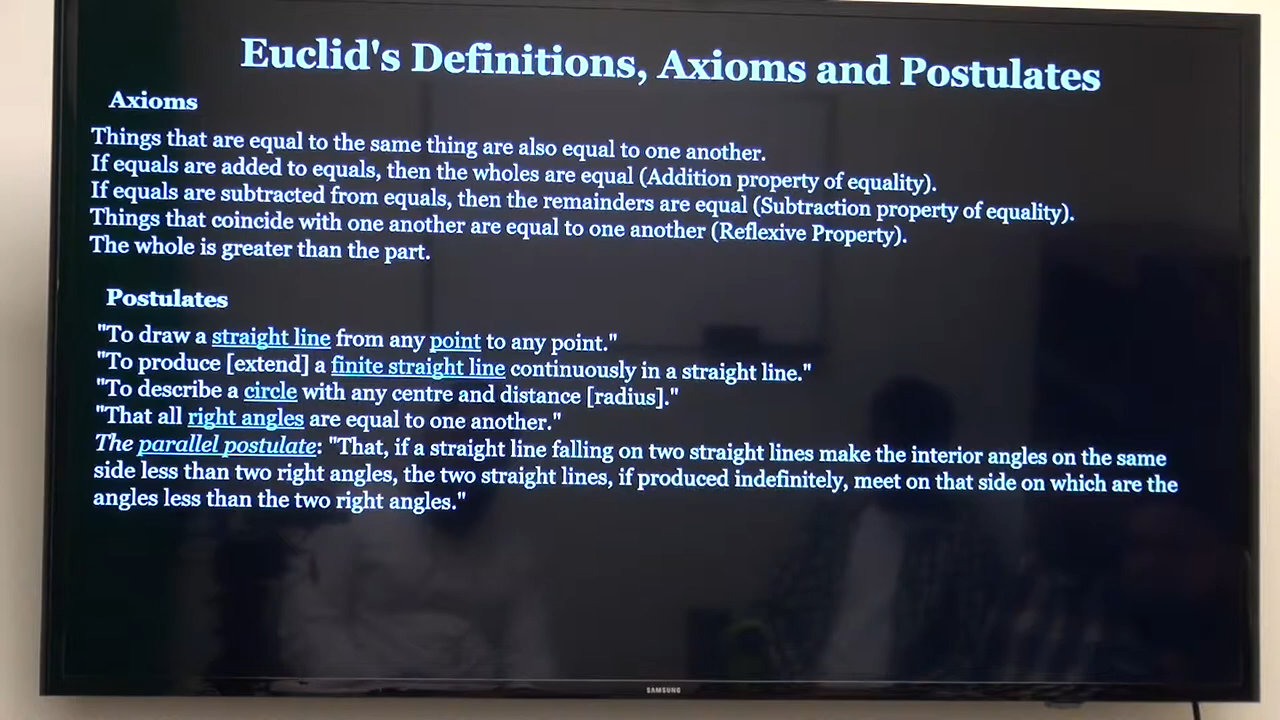 Euclid's Definitions, Axioms and Postulates
Axioms
Things that are equal to the same thing are also equal to one another.
If equals are added to equals, then the wholes are equal (Addition property of equality).
If equals are subtracted from equals, then the remainders are equal (Subtraction property of equality).
Things that coincide with one another are equal to one another (Reflexive Property).
The whole is greater than the part.
Postulates
"To draw a straight line from any point to any point."
"To produce [extend] a finite straight line continuously in a straight line."
"To describe a circle with any centre and distance [radius]."
"That all right angles are equal to one another."
The parallel postulate: "That, if a straight line falling on two straight lines make the interior angles on the same
side less than two right angles, the two straight lines, if produced indefinitely, meet on that side on which are the
angles less than the two right angles."
SAMSUNG